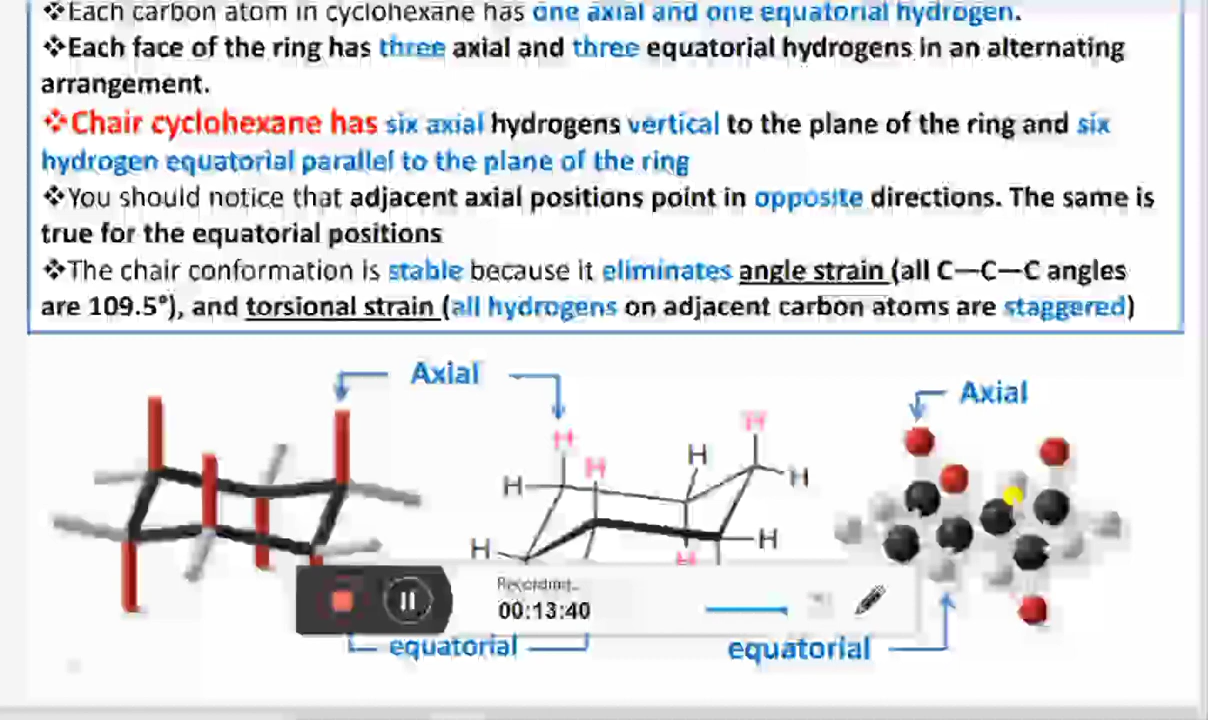 ❖Each carbon atom in cyclohexane has one axial and one equatorial hydrogen.
❖Each face of the ring has three axial and three equatorial hydrogens in an alternating
arrangement.
❖Chair cyclohexane has six axial hydrogens vertical to the plane of the ring and six
hydrogen equatorial parallel to the plane of the ring
❖You should notice that adjacent axial positions point in opposite directions. The same is
true for the equatorial positions
❖The chair conformation is stable because it eliminates angle strain (all C—C—C angles
are 109.5°), and torsional strain (all hydrogens on adjacent carbon atoms are staggered)
Axial
Axial
H
H
H
H
H
H
H
H
H
H
Recording...
00:13:40
equatorial
equatorial